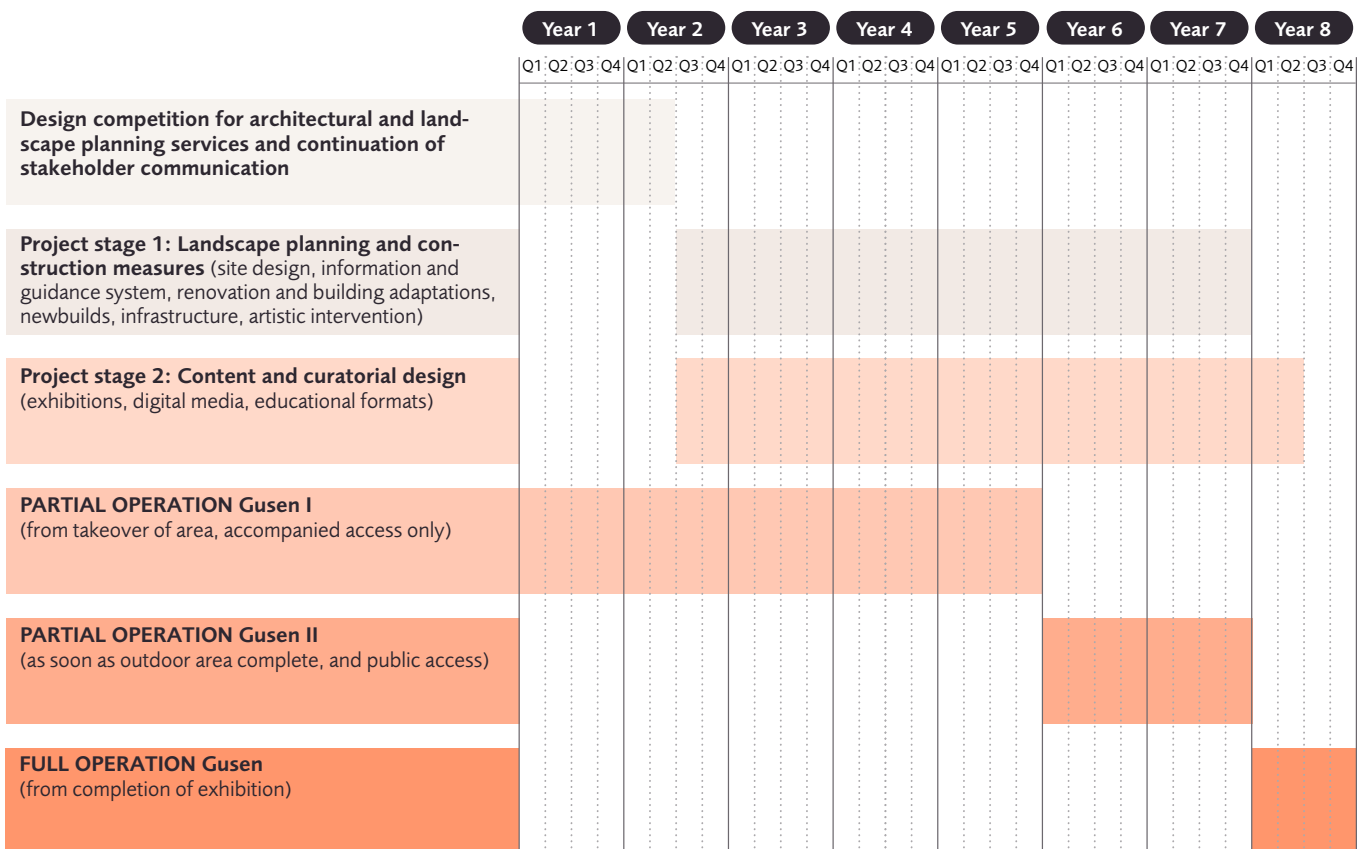 Year 1 Year 2 Year 3 Year 4 Year 5 Year 6 Year 7 Year 8
Q1 Q2 Q3 Q4 Q1 Q2 Q3 Q4 Q1 Q2 Q3 Q4 Q1 Q2 Q3 Q4 Q1 Q2 Q3 Q4 Q1 Q2 Q3 Q4 Q1 Q2 Q3 Q4 Q1 Q2 Q3 Q4
Design competition for architectural and land-
scape planning services and continuation of
stakeholder communication
Project stage 1: Landscape planning and con-
struction measures (site design, information and
guidance system, renovation and building adaptations,
newbuilds, infrastructure, artistic intervention)
Project stage 2: Content and curatorial design
(exhibitions, digital media, educational formats)
PARTIAL OPERATION Gusen I
(from takeover of area, accompanied access only)
PARTIAL OPERATION Gusen II
(as soon as outdoor area complete, and public access)
FULL OPERATION Gusen
(from completion of exhibition)